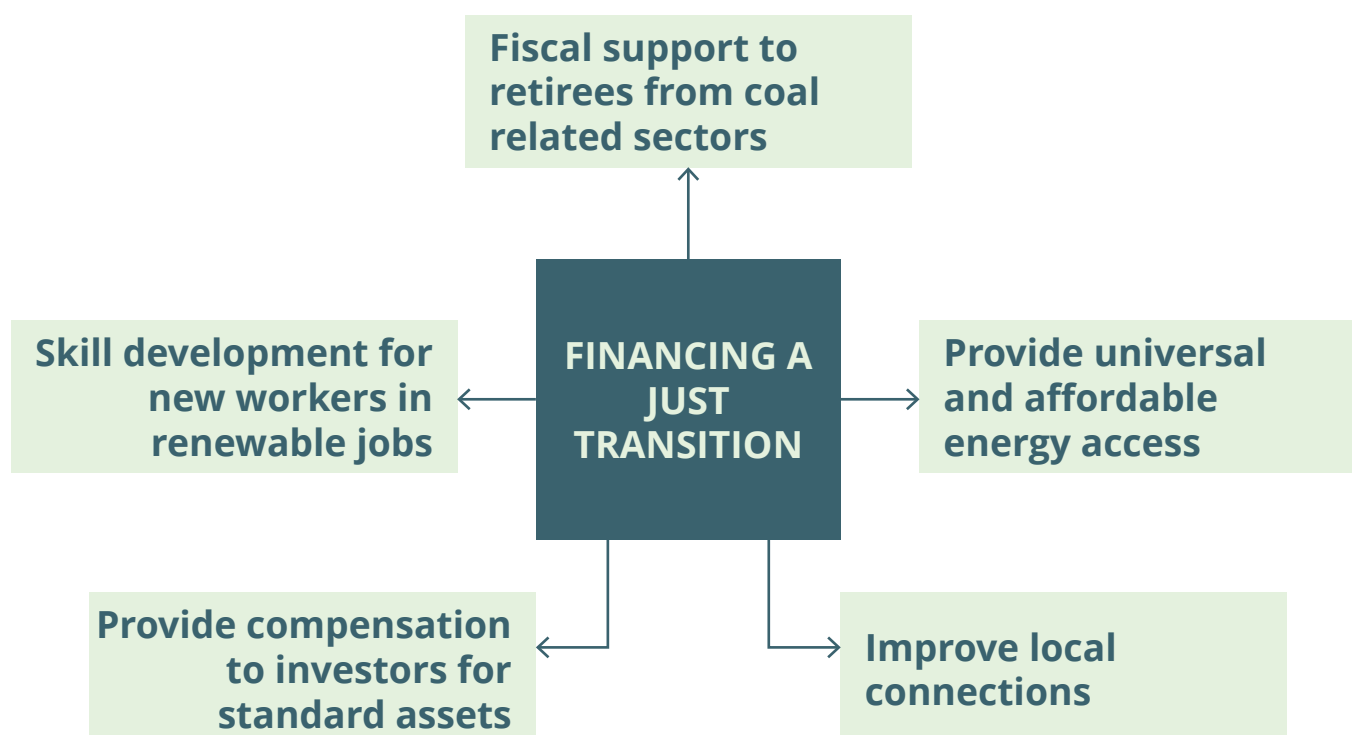 Fiscal support to
retirees from coal
related sectors
Skill development for
new workers in
renewable jobs
FINANCING A
JUST
TRANSITION
Provide universal
and affordable
energy access
Provide compensation
to investors for
standard assets
Improve local
connections